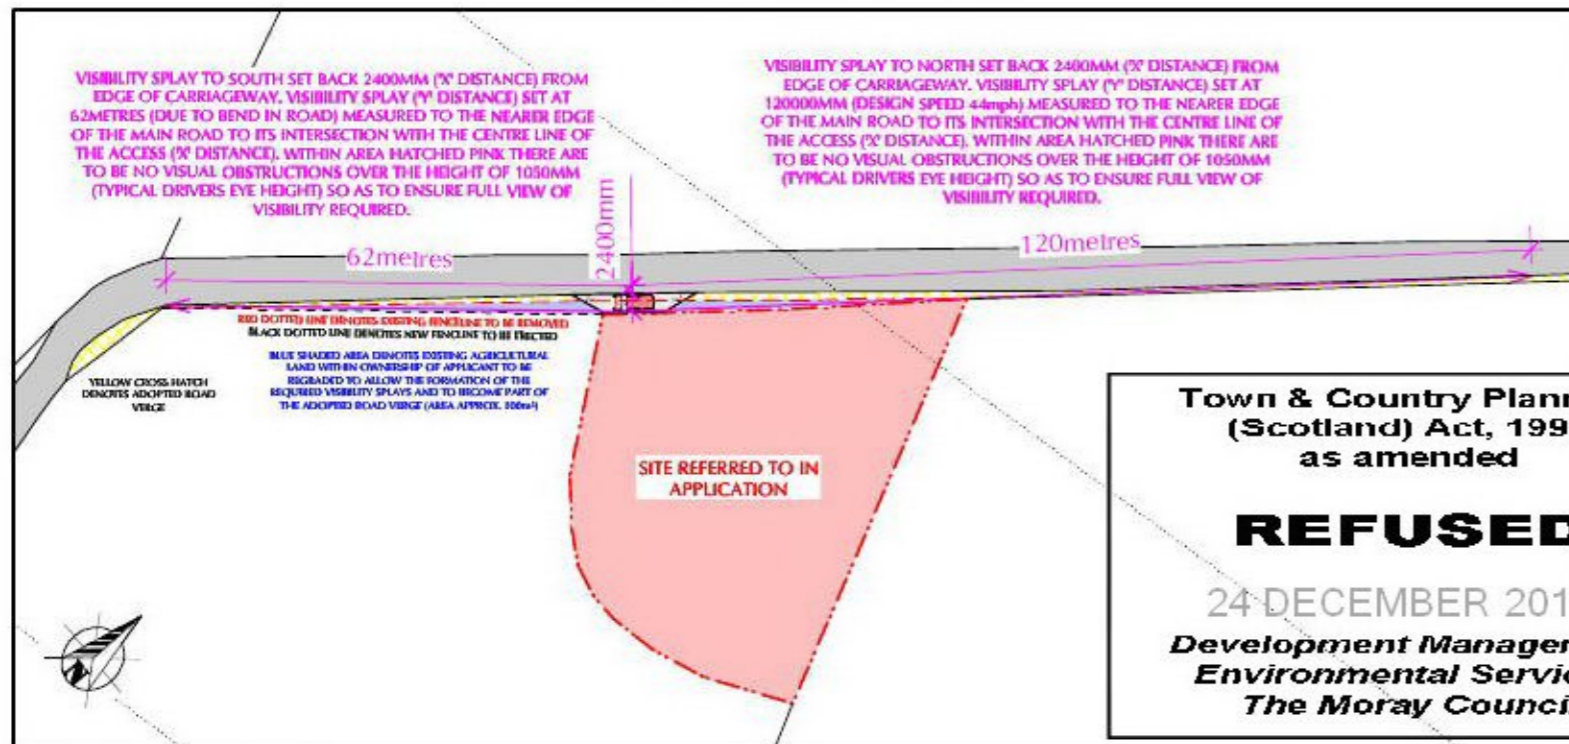 VISIBILITY SPLAY TO SOUTH SET BACK 2400MM ('X' DISTANCE) FROM
EDGE OF CARRIAGEWAY. VISIBILITY SPLAY ('Y' DISTANCE) SET AT
62METRES (DUE TO BEND IN ROAD) MEASURED TO THE NEARER EDGE
OF THE MAIN ROAD TO ITS INTERSECTION WITH THE CENTRE LINE OF
THE ACCESS ('X' DISTANCE). WITHIN AREA HATCHED PINK THERE ARE
TO BE NO VISUAL OBSTRUCTIONS OVER THE HEIGHT OF 1050MM
(TYPICAL DRIVERS EYE HEIGHT) SO AS TO ENSURE FULL VIEW OF
VISIBILITY REQUIRED.
VISIBILITY SPLAY TO NORTH SET BACK 2400MM ('X' DISTANCE) FROM
EDGE OF CARRIAGEWAY. VISIBILITY SPLAY ('Y' DISTANCE) SET AT
120000MM (DESIGN SPEED 44mph) MEASURED TO THE NEARER EDGE
OF THE MAIN ROAD TO ITS INTERSECTION WITH THE CENTRE LINE OF
THE ACCESS ('X' DISTANCE). WITHIN AREA HATCHED PINK THERE ARE
TO BE NO VISUAL OBSTRUCTIONS OVER THE HEIGHT OF 1050MM
(TYPICAL DRIVERS EYE HEIGHT) SO AS TO ENSURE FULL VIEW OF
VISIBILITY REQUIRED.
62metres
2400mm
120metres
RED DOTTED LINE DENOTES EXISTING FENCELINE TO BE REMOVED
BLACK DOTTED LINE DENOTES NEW FENCLINE TO BE ERECTED
BLUE SHADED AREA DENOTES EXISTING AGRICULTURAL
LAND WITHIN OWNERSHIP OF APPLICANT TO BE
REGRADED TO ALLOW THE FORMATION OF THE
REQUIRED VISIBILITY SPLAYS AND TO BECOME PART OF
THE ADOPTED ROAD VERGE (AREA APPROX.
YELLOW CROSS HATCH
DENOTES ADOPTED ROAD
VERGE
SITE REFERRED TO IN
APPLICATION
N
Town & Country Plann
(Scotland) Act, 199
as amended
REFUSED
24 DECEMBER 201
Development Manager
Environmental Servic
The Moray Counci